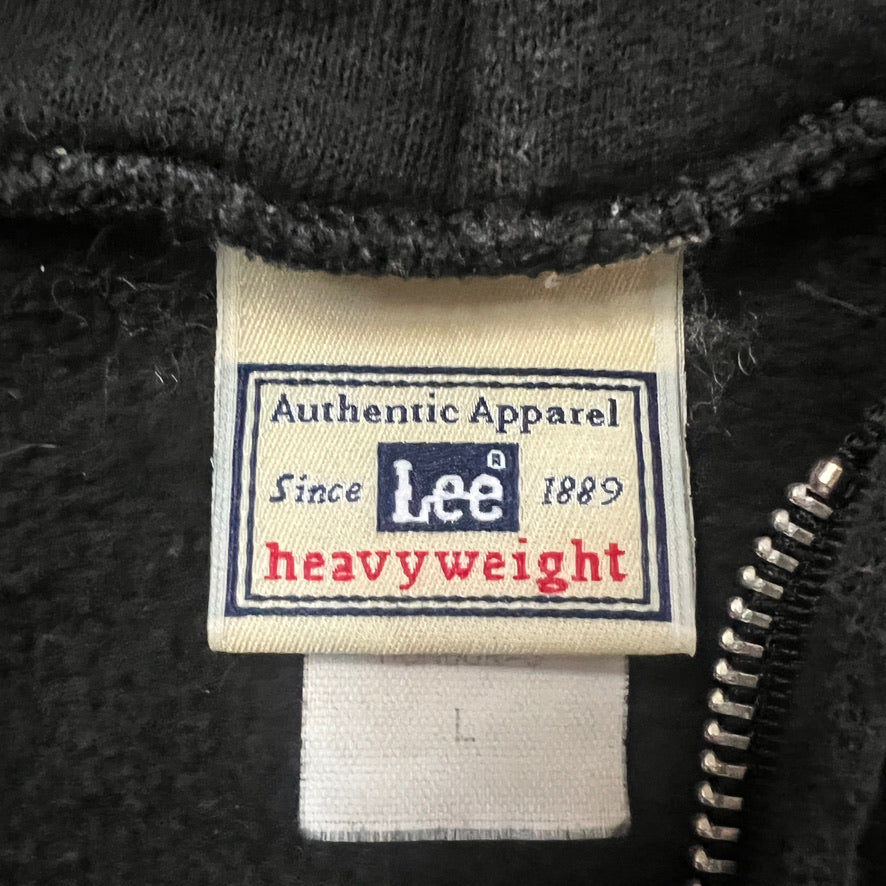 Authentic Apparel
Since Lee® 1889
heavyweight
L